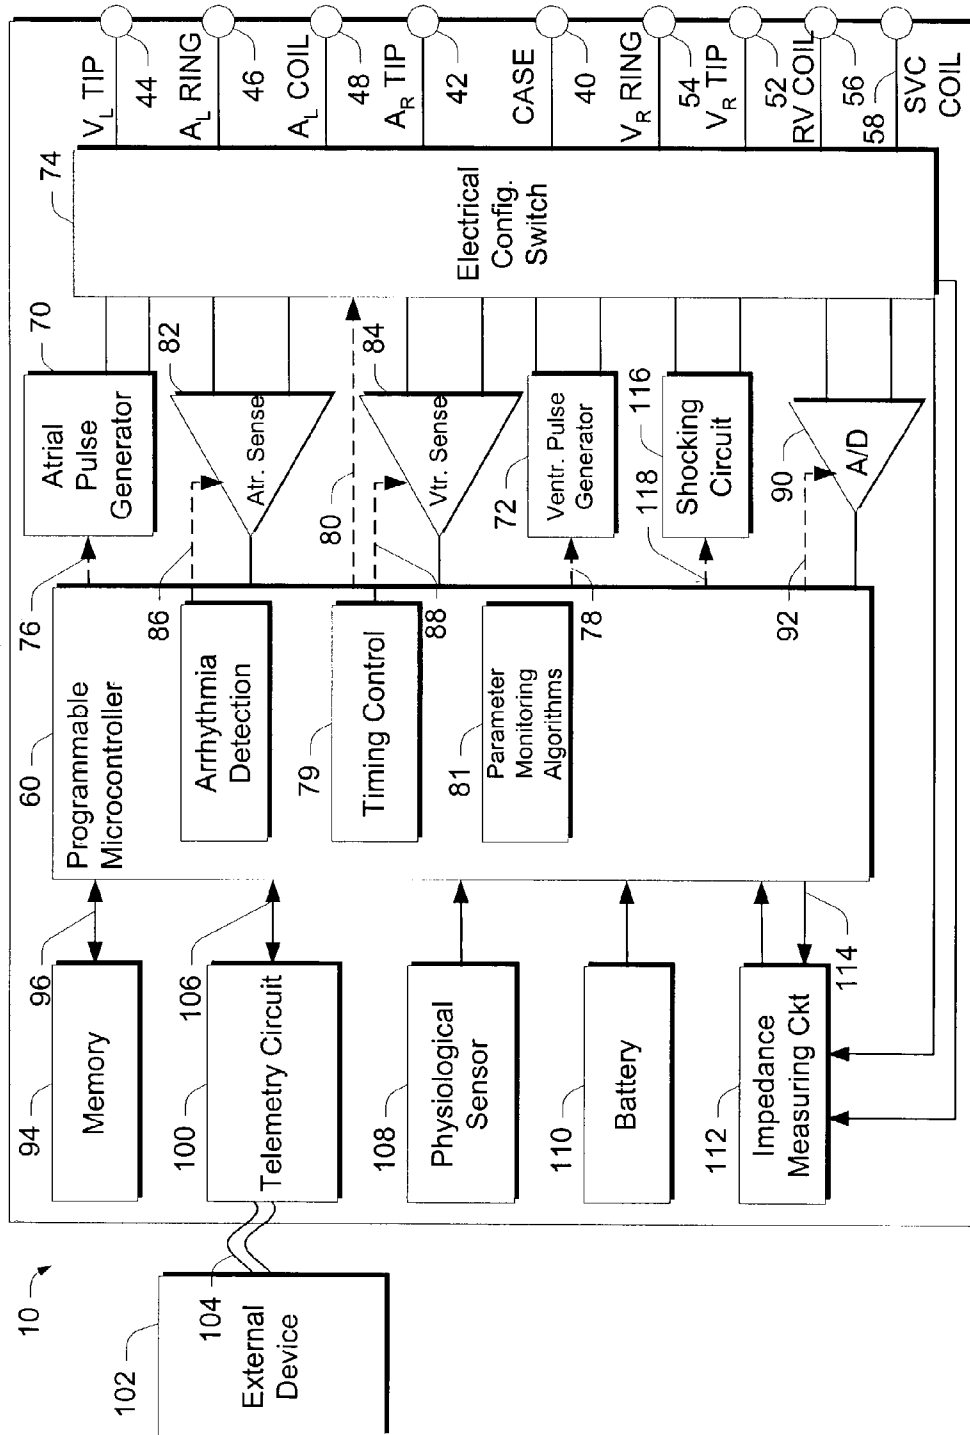 V_L TIP
44
A_L RING
46
A_L COIL
48
A_R TIP
42
CASE
40
V_R RING
54
V_R TIP
52
RV COIL
56
58
SVC
COIL
74
Electrical
Config.
Switch
70
Atrial
Pulse
Generator
76
82
Atr. Sense
86
80
84
Vtr. Sense
88
72
Ventr. Pulse
Generator
78
116
118
Shocking
Circuit
90
A/D
92
60
Programmable
Microcontroller
Arrhythmia
Detection
79
Timing Control
81
Parameter
Monitoring
Algorithms
94
Memory
96
100
Telemetry Circuit
106
108
Physiological
Sensor
110
Battery
112
Impedance
Measuring Ckt
114
10
102
External
Device
104